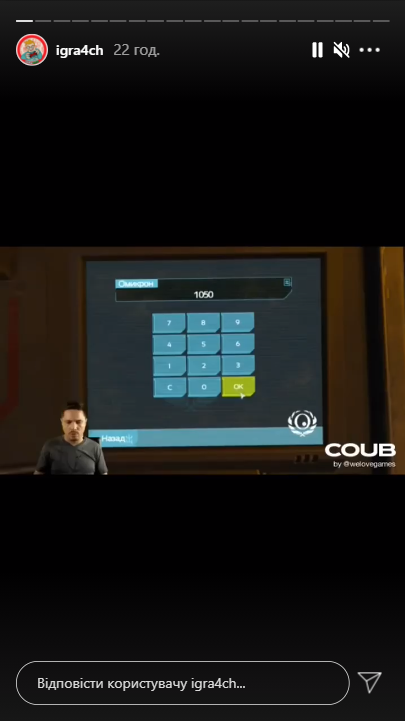 igra4ch 22 год.
Омикрон
1050
7 8 9
4 5 6
1 2 3
C 0 OK
Назад
COUB
by @welovegames
Відповісти користувачу igra4ch...